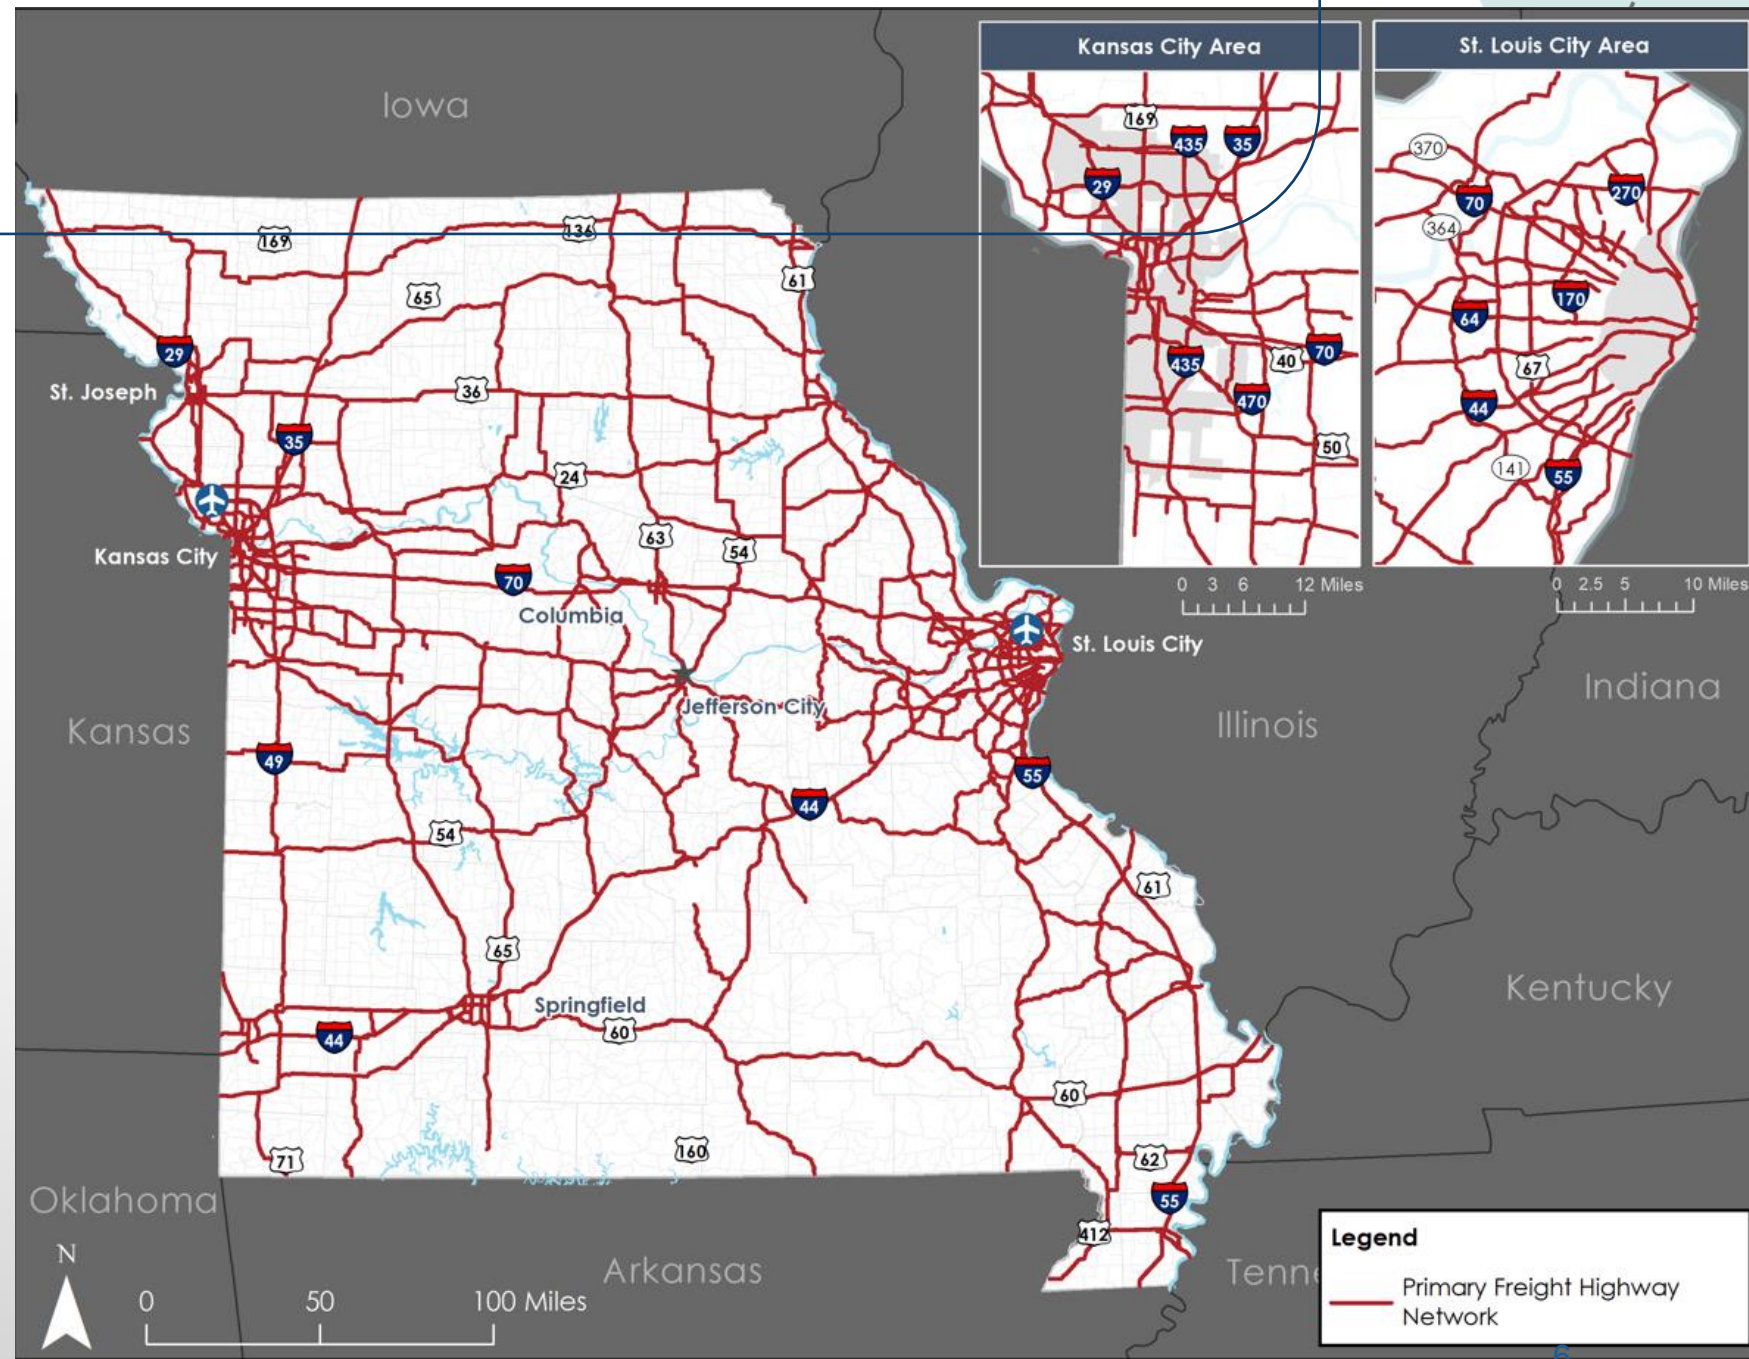 Kansas City Area
St. Louis City Area
Iowa
169
435
35
29
435
40
70
470
50
0 3 6 12 Miles
370
70
270
364
170
64
67
44
141
55
0 2.5 5 10 Miles
169
136
61
65
29
St. Joseph
36
35
24
63
54
Kansas City
70
Columbia
St. Louis City
Indiana
Jefferson City
Illinois
Kansas
49
55
44
54
61
65
Springfield
Kentucky
60
44
60
71
160
62
Oklahoma
55
412
N
Arkansas
Tenne
0 50 100 Miles
Legend
Primary Freight Highway
Network